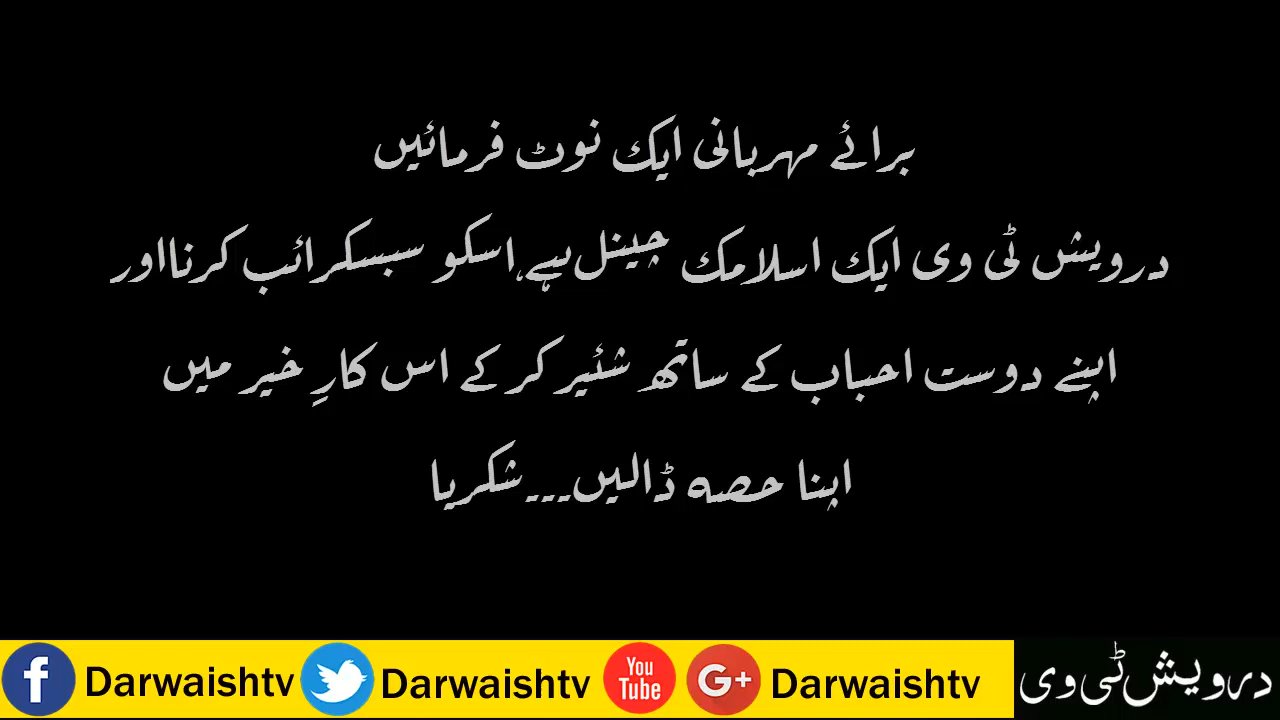 برائے مہربانی ایک نوٹ فرمائیں
درویش ٹی وی ایک اسلامک چینل ہے،اسکو سبسکرائب کرنااور
اپنے دوست احباب کے ساتھ شئیر کر کے اس کارِ خیر میں
اپنا حصہ ڈالیں۔۔۔شکریا
Darwaishtv Darwaishtv You Tube G+ Darwaishtv درویش ٹی وی